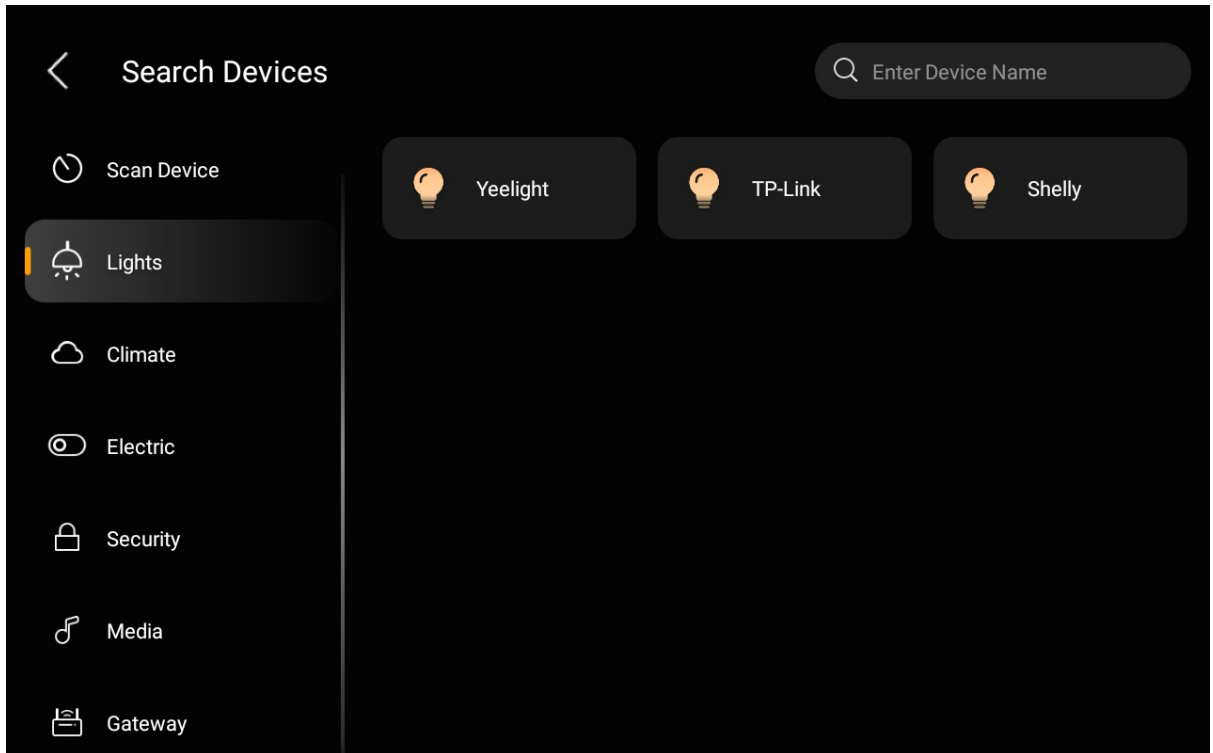 Search Devices
Enter Device Name
Scan Device
Lights
Climate
Electric
Security
Media
Gateway
Yeelight
TP-Link
Shelly